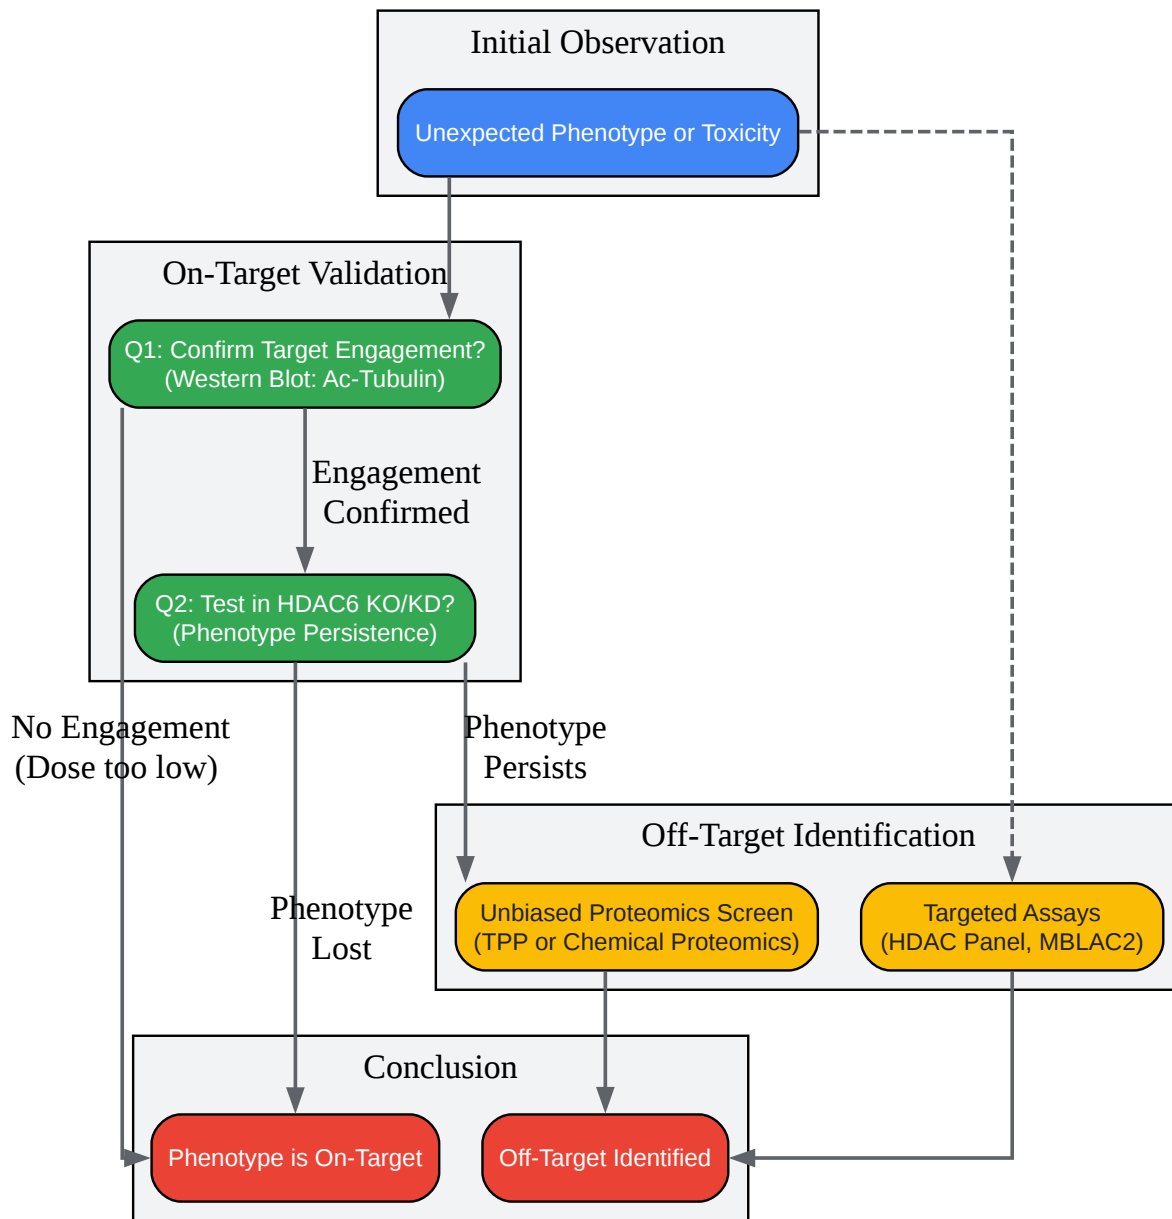 Initial Observation
Unexpected Phenotype or Toxicity
On-Target Validation
Q1: Confirm Target Engagement?
(Western Blot: Ac-Tubulin)
Engagement
Confirmed
Q2: Test in HDAC6 KO/KD?
(Phenotype Persistence)
No Engagement
(Dose too low)
Phenotype
Persists
Phenotype
Lost
Off-Target Identification
Unbiased Proteomics Screen
(TPP or Chemical Proteomics)
Targeted Assays
(HDAC Panel, MBLAC2)
Conclusion
Phenotype is On-Target
Off-Target Identified